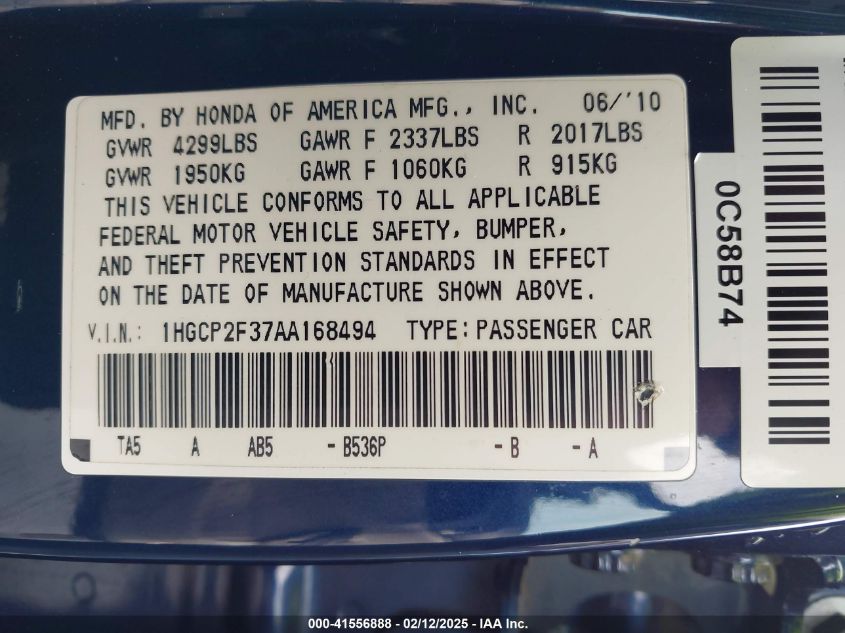 MFD. BY HONDA OF AMERICA MFG., INC. 06/'10
GVWR 4299LBS GAWR F 2337LBS R 2017LBS
GVWR 1950KG GAWR F 1060KG R 915KG
THIS VEHICLE CONFORMS TO ALL APPLICABLE
FEDERAL MOTOR VEHICLE SAFETY, BUMPER,
AND THEFT PREVENTION STANDARDS IN EFFECT
ON THE DATE OF MANUFACTURE SHOWN ABOVE.
V.I.N.: 1HGCP2F37AA168494 TYPE: PASSENGER CAR
TA5 A AB5 - B536P - B - A
0C58B74
000-41556888 - 02/12/2025 - IAA Inc.